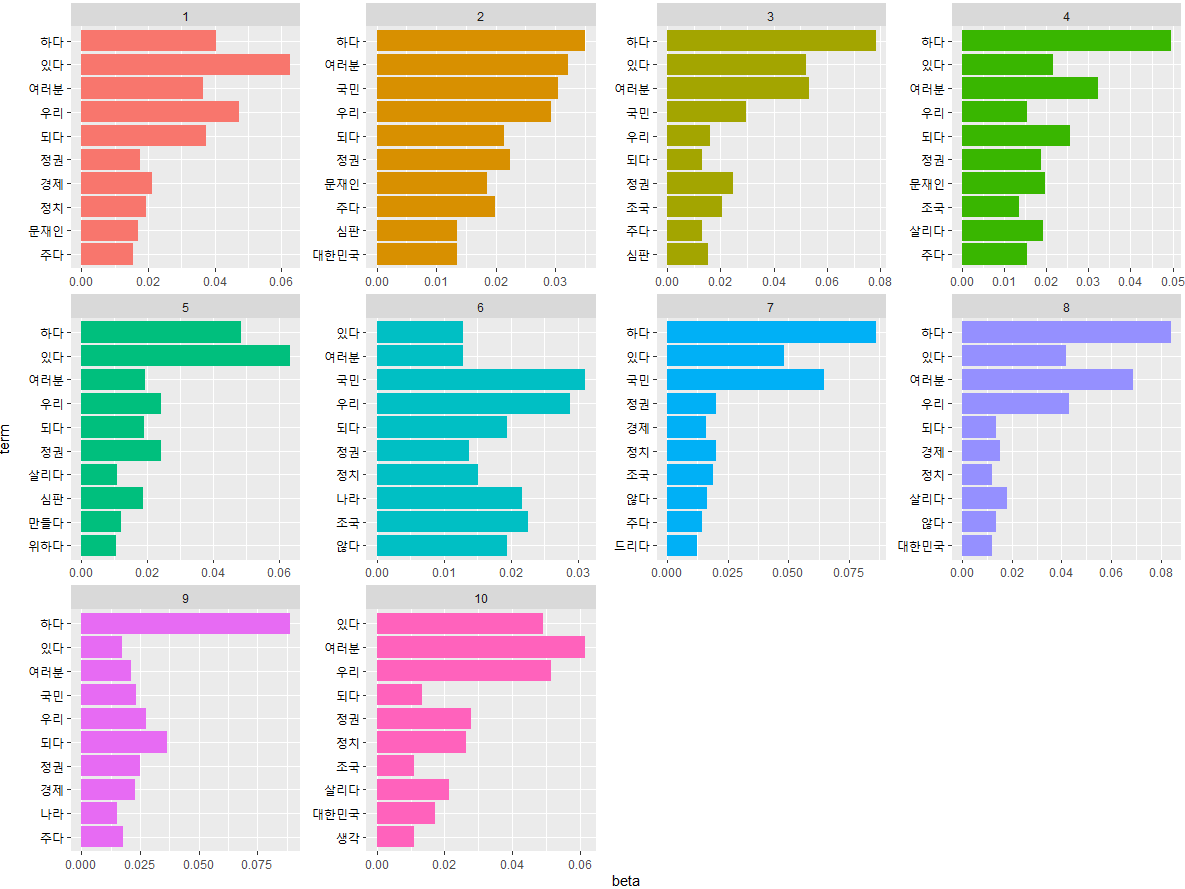 1
하다
있다
여러분
우리
되다
정권
경제
정치
문재인
주다
0.00 0.02 0.04 0.06
2
하다
여러분
국민
우리
되다
정권
문재인
주다
심판
대한민국
0.00 0.01 0.02 0.03
3
하다
있다
여러분
국민
우리
되다
정권
조국
주다
심판
0.00 0.02 0.04 0.06 0.08
4
하다
있다
여러분
우리
되다
정권
문재인
조국
살리다
주다
0.00 0.01 0.02 0.03 0.04 0.05
term
5
하다
있다
여러분
우리
되다
정권
살리다
심판
만들다
위하다
0.00 0.02 0.04 0.06
6
있다
여러분
국민
우리
되다
정권
정치
나라
조국
않다
0.00 0.01 0.02 0.03
7
하다
있다
국민
정권
경제
정치
조국
않다
주다
드리다
0.000 0.025 0.050 0.075
8
하다
있다
여러분
우리
되다
경제
정치
살리다
않다
대한민국
0.00 0.02 0.04 0.06 0.08
9
하다
있다
여러분
국민
우리
되다
정권
경제
나라
주다
0.000 0.025 0.050 0.075
10
있다
여러분
우리
되다
정권
정치
조국
살리다
대한민국
생각
0.00 0.02 0.04 0.06
beta